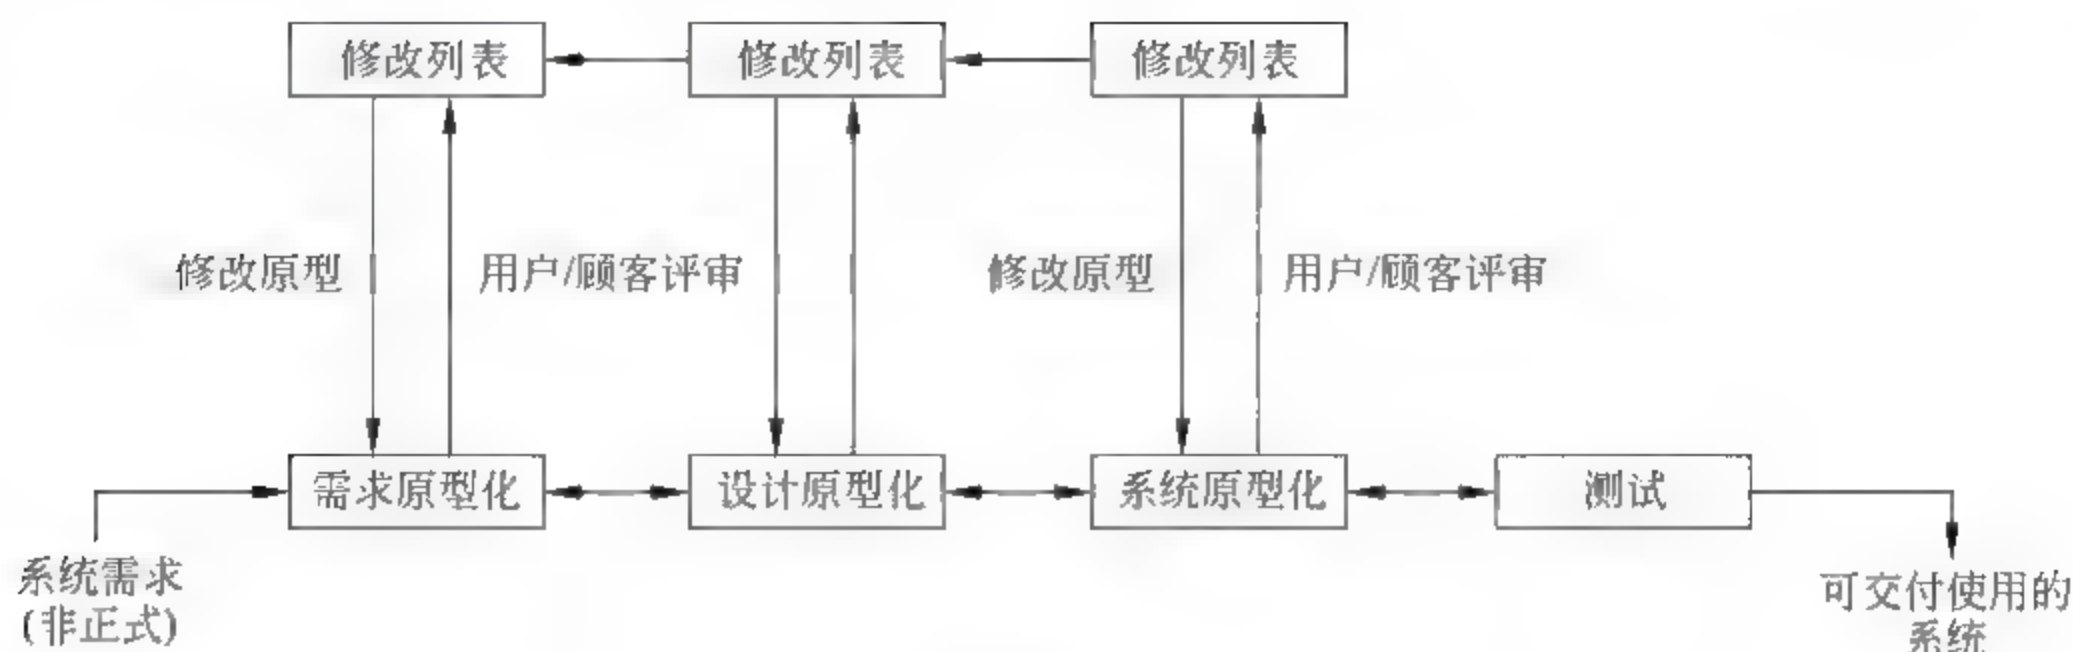 修改列表
修改列表
修改列表
修改原型
用户/顾客评审
修改原型
用户/顾客评审
需求原型化
设计原型化
系统原型化
测试
系统需求
(非正式)
可交付使用的
系统